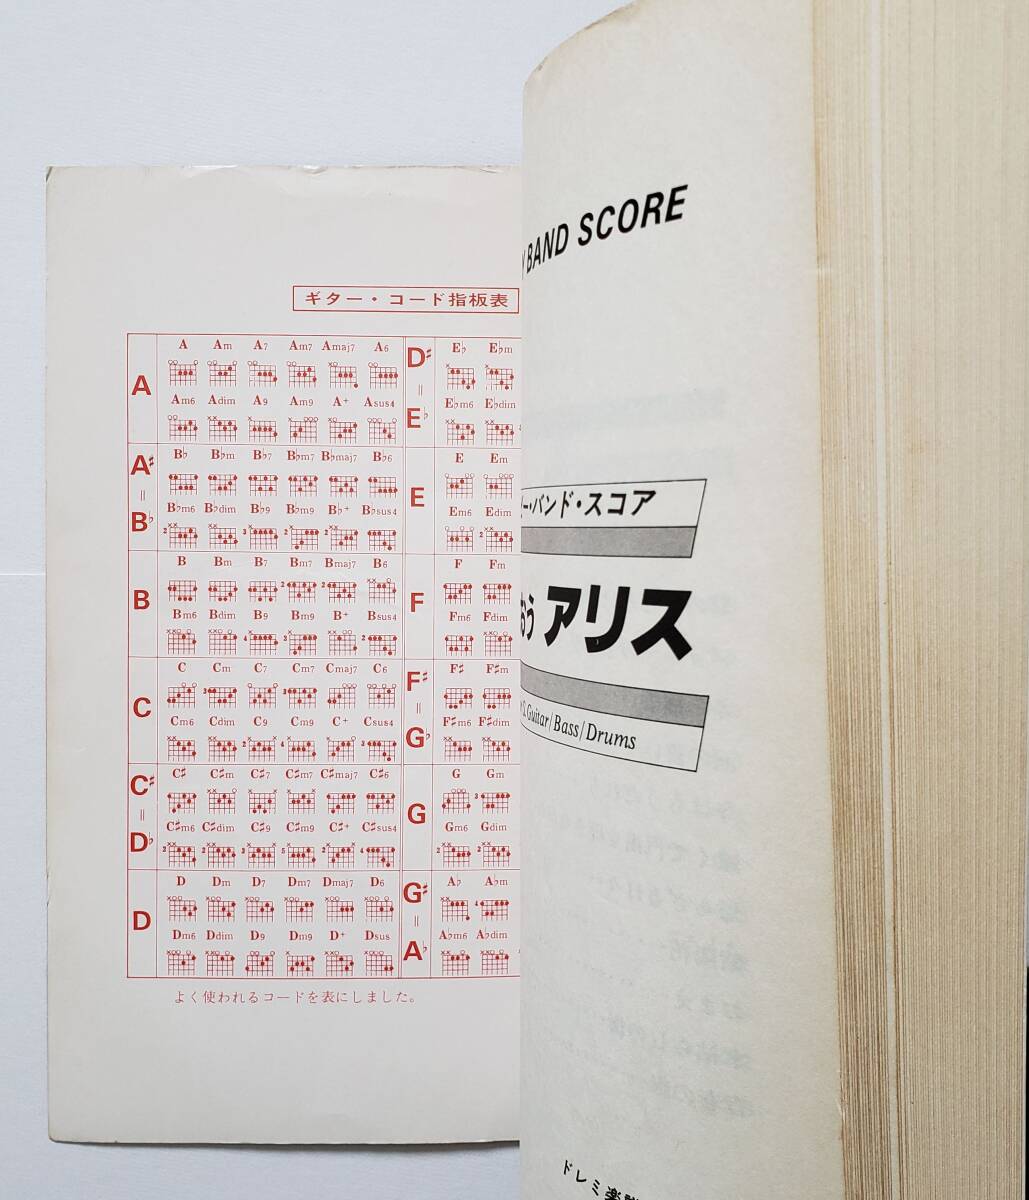 ギター・コード指板表
A
A Am A7 Am7 Amaj7 A6
Am6 Adim A9 Am9 A+ Asus4
A♯
=
B♭
B♭ B♭m B♭7 B♭m7 B♭maj7 B♭6
B♭m6 B♭dim B♭9 B♭m9 B♭+ B♭sus4
B
B Bm B7 Bm7 Bmaj7 B6
Bm6 Bdim B9 Bm9 B+ Bsus4
C
C Cm C7 Cm7 Cmaj7 C6
Cm6 Cdim C9 Cm9 C+ Csus4
C♯
=
D♭
C♯ C♯m C♯7 C♯m7 C♯maj7 C♯6
C♯m6 C♯dim C♯9 C♯m9 C♯+ C♯sus4
D
D Dm D7 Dm7 Dmaj7 D6
Dm6 Ddim D9 Dm9 D+ Dsus
D♯
=
E♭
E♭ E♭m
E♭m6 E♭dim
E
E Em
Em6 Edim
F
F Fm
Fm6 Fdim
F♯
=
G♭
F♯ F♯m
F♯m6 F♯dim
G
G Gm
Gm6 Gdim
G♯
=
A♭
A♭ A♭m
A♭m6 A♭dim
よく使われるコードを表にしました。
BAND SCORE
ー・バンド・スコア
おう アリス
Guitar/Bass/Drums
ドレミ楽